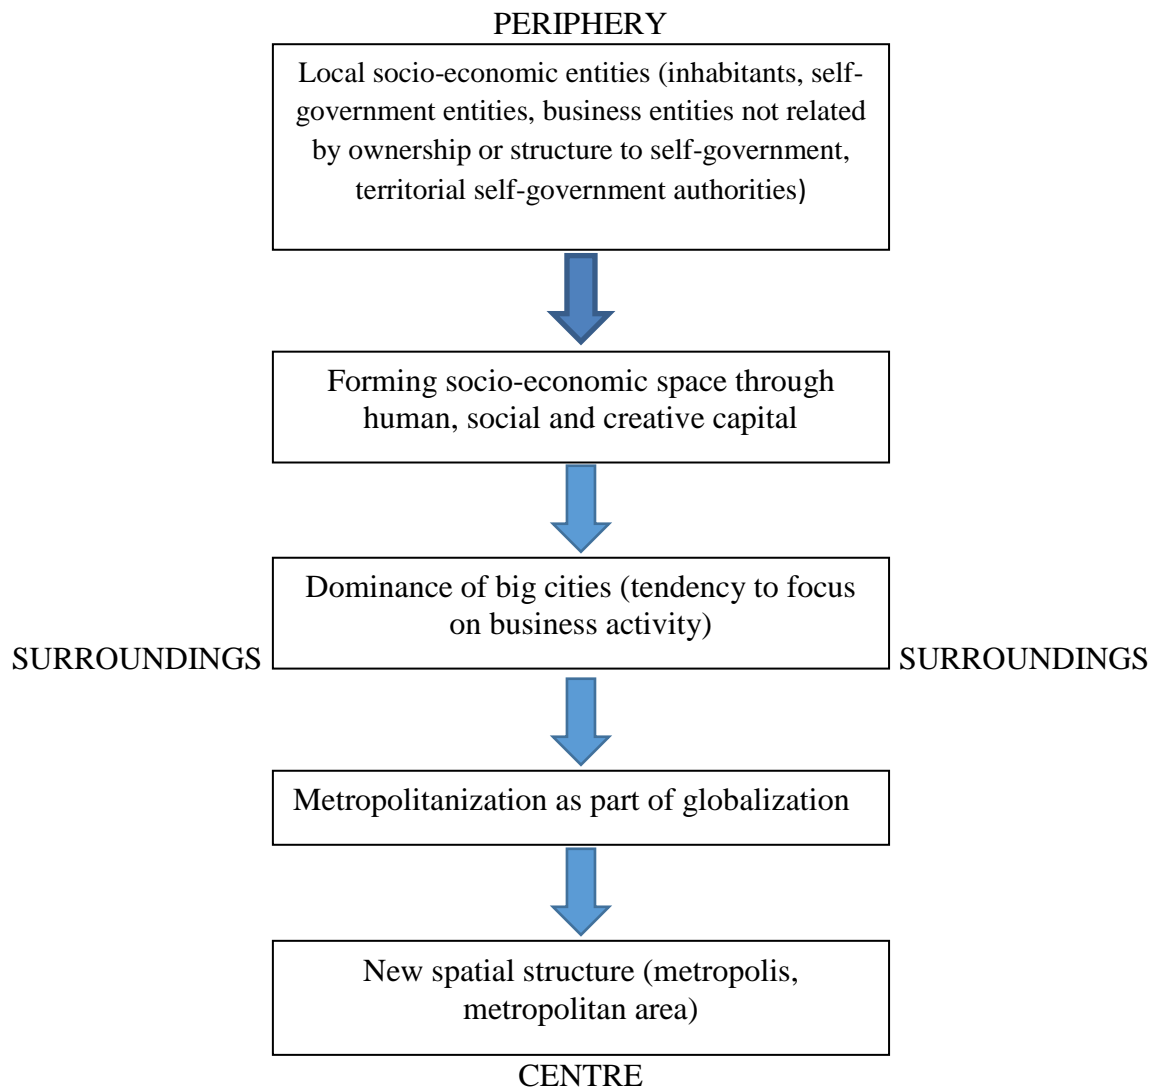 PERIPHERY
Local socio-economic entities (inhabitants, self-
government entities, business entities not related
by ownership or structure to self-government,
territorial self-government authorities)
Forming socio-economic space through
human, social and creative capital
Dominance of big cities (tendency to focus
on business activity)
SURROUNDINGS
SURROUNDINGS
Metropolitanization as part of globalization
New spatial structure (metropolis,
metropolitan area)
CENTRE